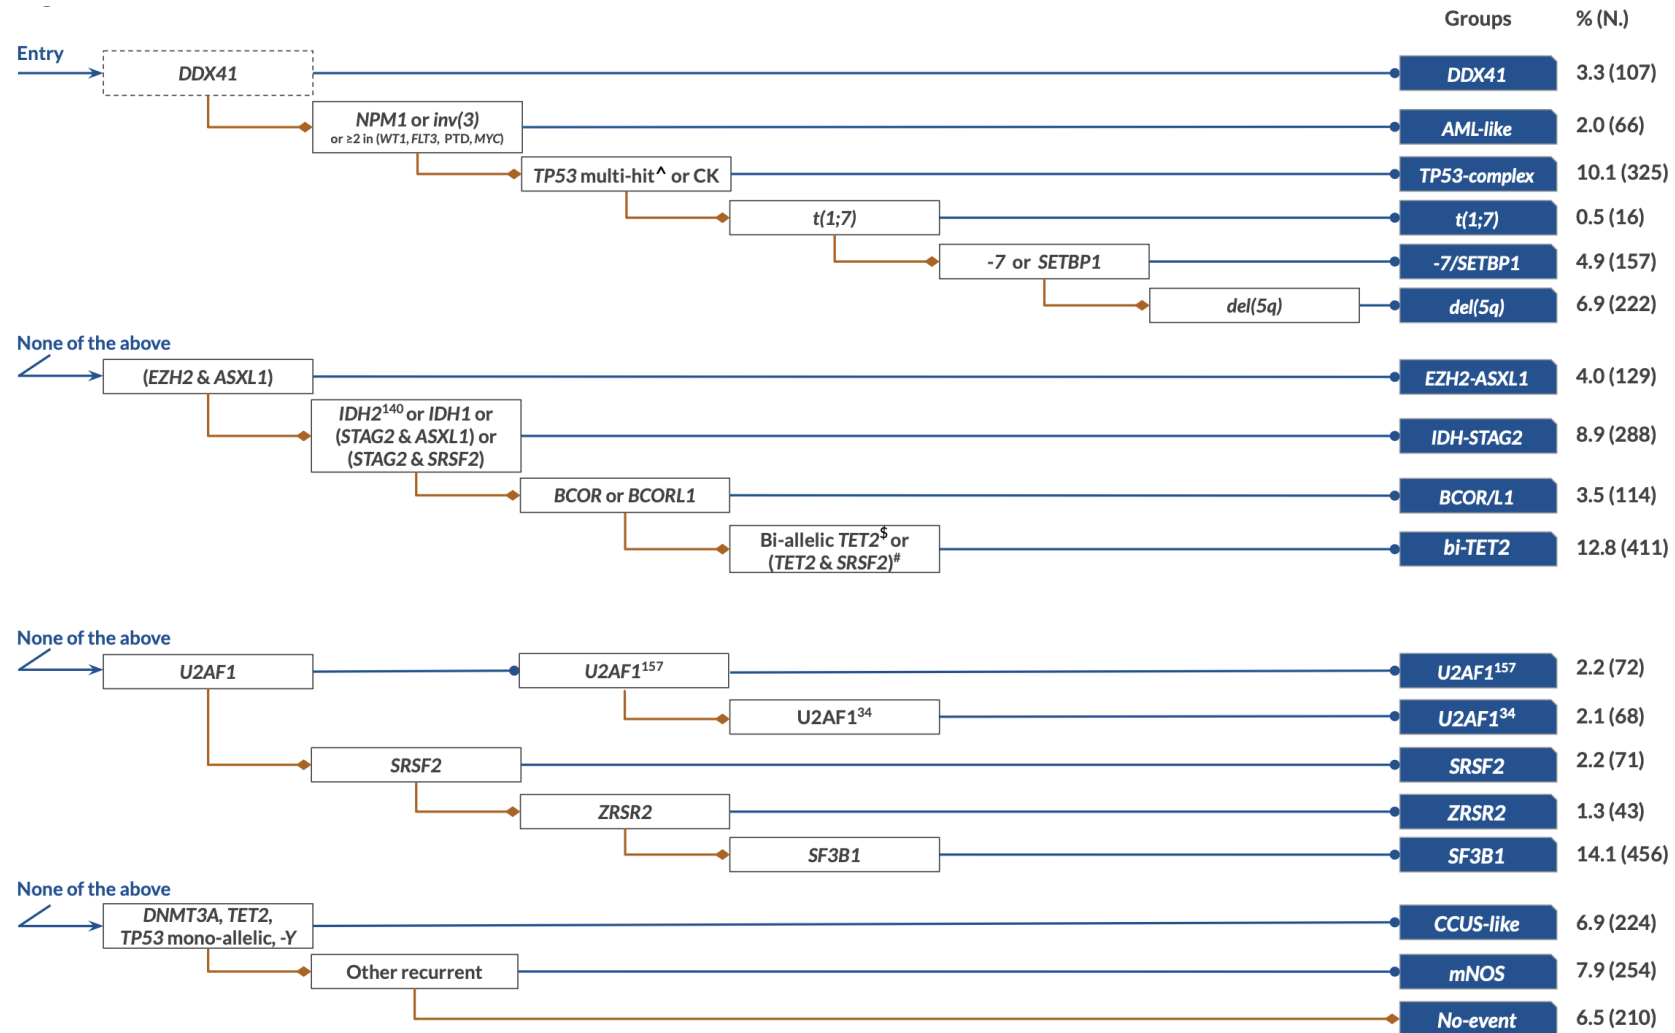 Groups % (N.)
Entry
DDX41 DDX41 3.3 (107)
NPM1 or inv(3)
or ≥2 in (WT1, FLT3, PTD, MYC)
AML-like 2.0 (66)
TP53 multi-hit^ or CK TP53-complex 10.1 (325)
t(1;7) t(1;7) 0.5 (16)
-7 or SETBP1 -7/SETBP1 4.9 (157)
del(5q) del(5q) 6.9 (222)
None of the above
(EZH2 & ASXL1) EZH2-ASXL1 4.0 (129)
IDH2¹⁴⁰ or IDH1 or
(STAG2 & ASXL1) or
(STAG2 & SRSF2)
IDH-STAG2 8.9 (288)
BCOR or BCORL1 BCOR/L1 3.5 (114)
Bi-allelic TET2$ or
(TET2 & SRSF2)#
bi-TET2 12.8 (411)
None of the above
U2AF1 U2AF1¹⁵⁷ U2AF1¹⁵⁷ 2.2 (72)
U2AF1³⁴ U2AF1³⁴ 2.1 (68)
SRSF2 SRSF2 2.2 (71)
ZRSR2 ZRSR2 1.3 (43)
SF3B1 SF3B1 14.1 (456)
None of the above
DNMT3A, TET2,
TP53 mono-allelic, -Y
CCUS-like 6.9 (224)
Other recurrent mNOS 7.9 (254)
No-event 6.5 (210)